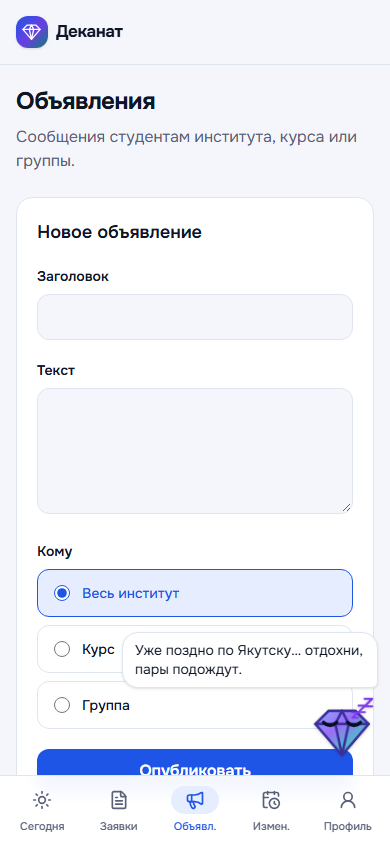 Деканат
Объявления
Сообщения студентам института, курса или
группы.
Новое объявление
Заголовок
Текст
Кому
Весь институт
Курс
Уже поздно по Якутску... отдохни,
пары подождут.
Группа
Опубликовать
Сегодня
Заявки
Объявл.
Измен.
Профиль